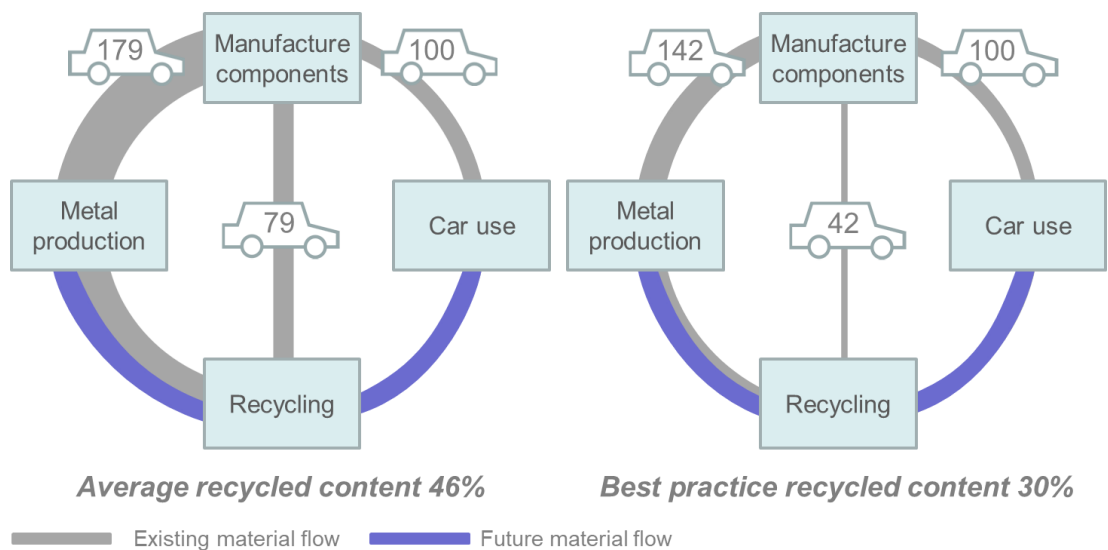 179
Manufacture
components
100
Metal
production
79
Car use
Recycling
Average recycled content 46%
142
Manufacture
components
100
Metal
production
42
Car use
Recycling
Best practice recycled content 30%
Existing material flow
Future material flow